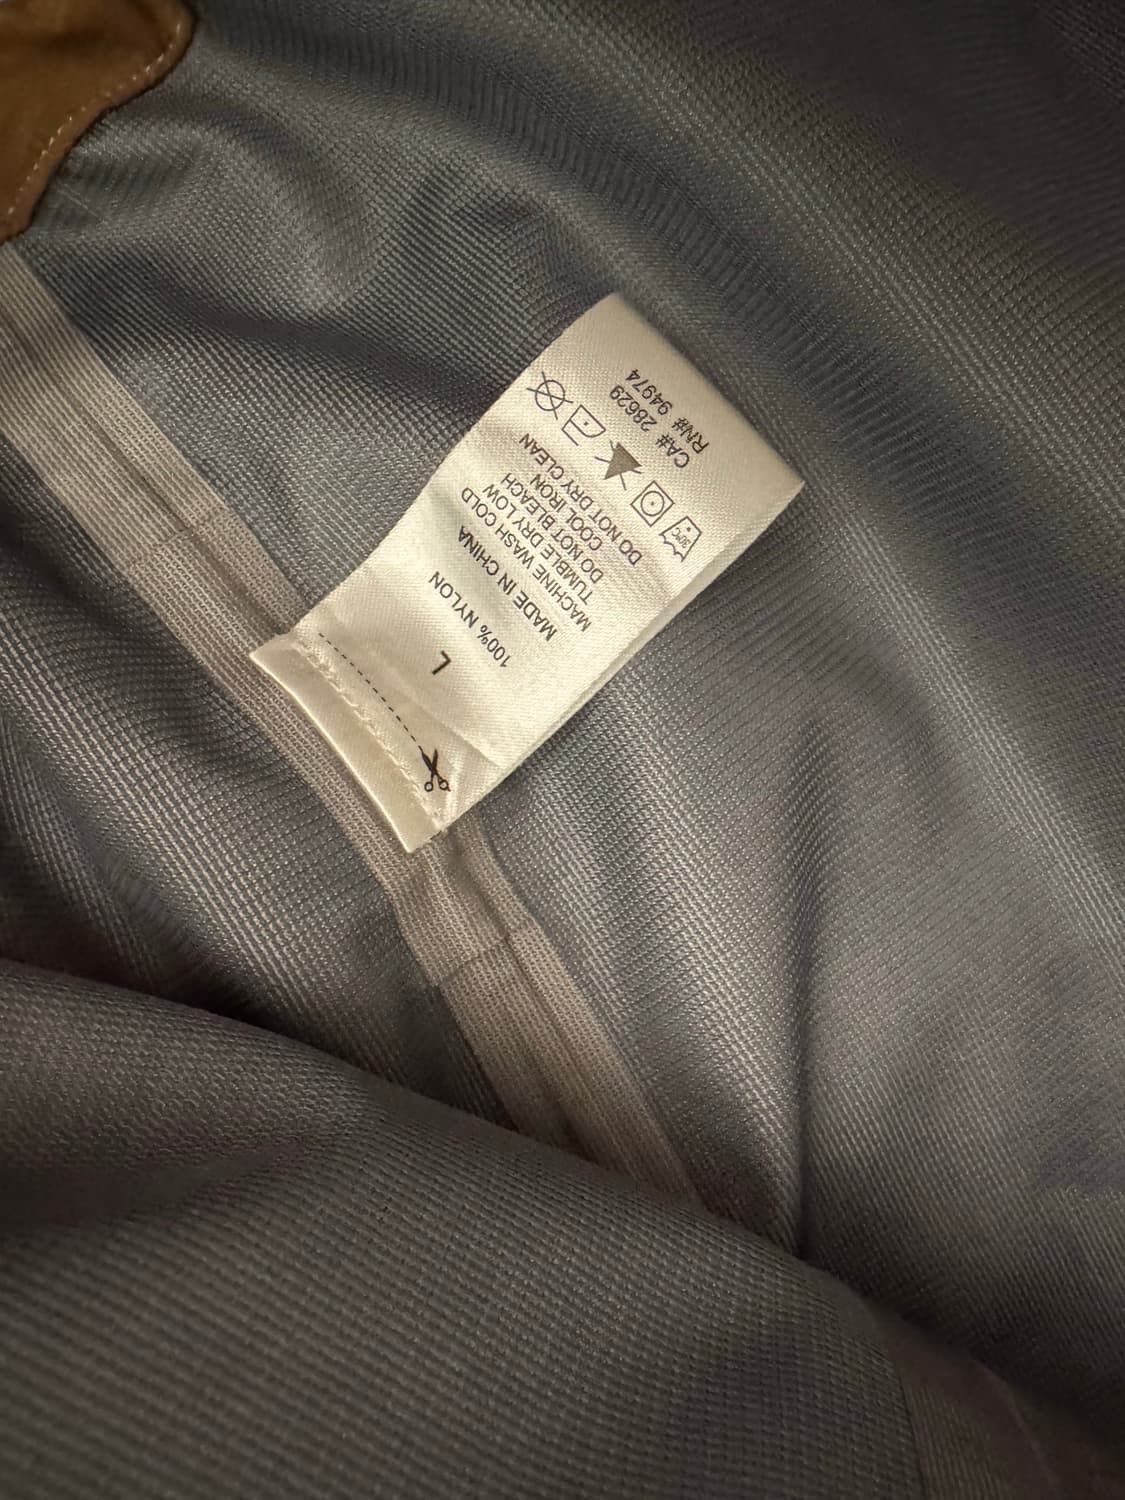 L
100% NYLON
MADE IN CHINA
MACHINE WASH COLD
TUMBLE DRY LOW
DO NOT BLEACH
COOL IRON
DO NOT DRY CLEAN
30°C
CA# 28629
RN# 94974